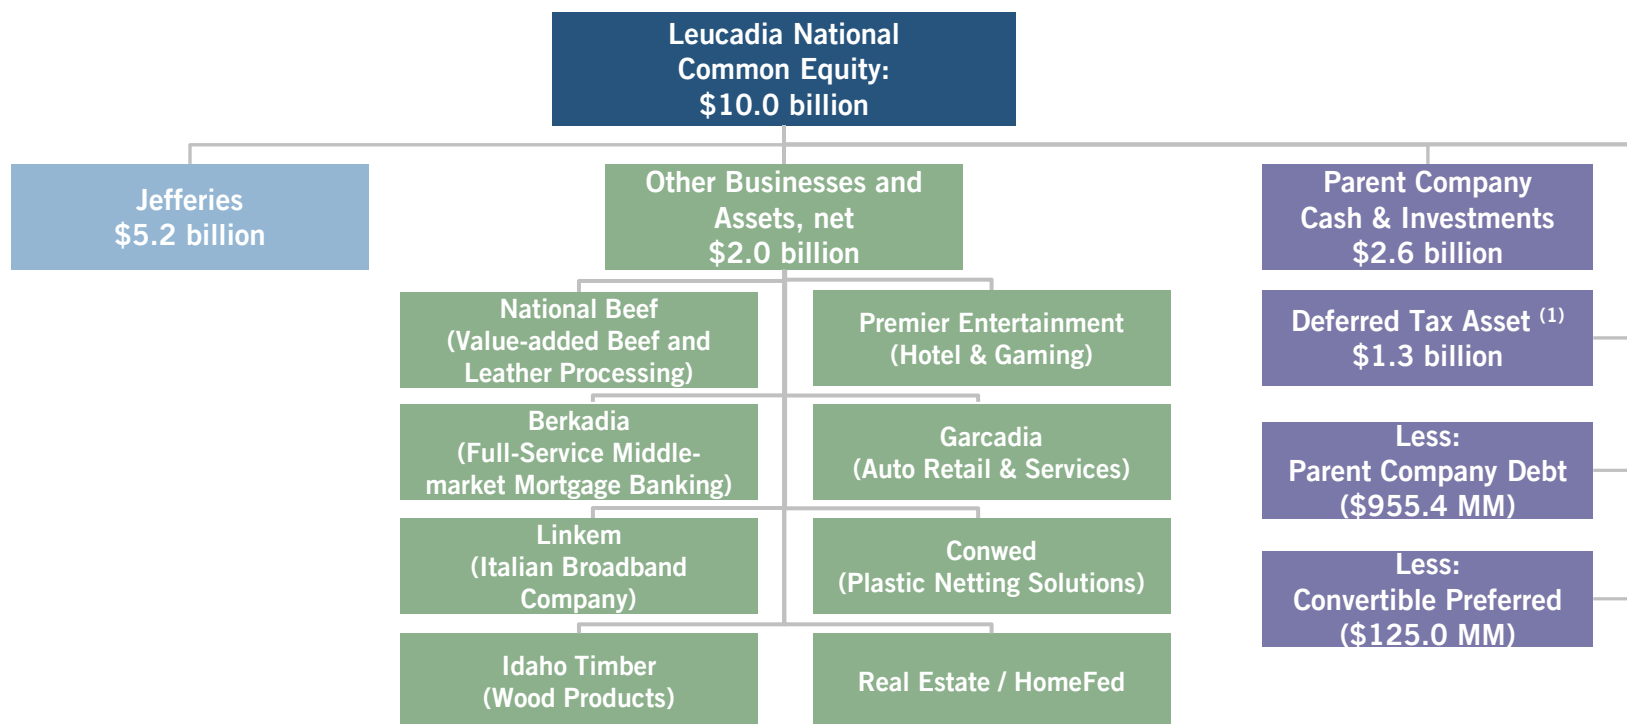 Leucadia National
Common Equity:
$10.0 billion
Jefferies
$5.2 billion
Other Businesses and
Assets, net
$2.0 billion
Parent Company
Cash & Investments
$2.6 billion
National Beef
(Value-added Beef and
Leather Processing)
Premier Entertainment
(Hotel & Gaming)
Deferred Tax Asset (1)
$1.3 billion
Berkadia
(Full-Service Middle-
market Mortgage Banking)
Garcadia
(Auto Retail & Services)
Less:
Parent Company Debt
($955.4 MM)
Linkem
(Italian Broadband
Company)
Conwed
(Plastic Netting Solutions)
Less:
Convertible Preferred
($125.0 MM)
Idaho Timber
(Wood Products)
Real Estate / HomeFed